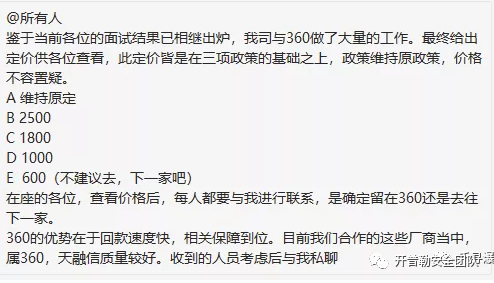 @所有人
鉴于当前各位的面试结果已相继出炉，我司与360做了大量的工作。最终给出
定价供各位查看，此定价皆是在三项政策的基础之上，政策维持原政策，价格
不容置疑。
A 维持原定
B 2500
C 1800
D 1000
E  600（不建议去，下一家吧）
在座的各位，查看价格后，每人都要与我进行联系，是确定留在360还是去往
下一家。
360的优势在于回款速度快，相关保障到位。目前我们合作的这些厂商当中，
属360，天融信质量较好。收到的人员考虑后与我私聊
开普勒安全团队